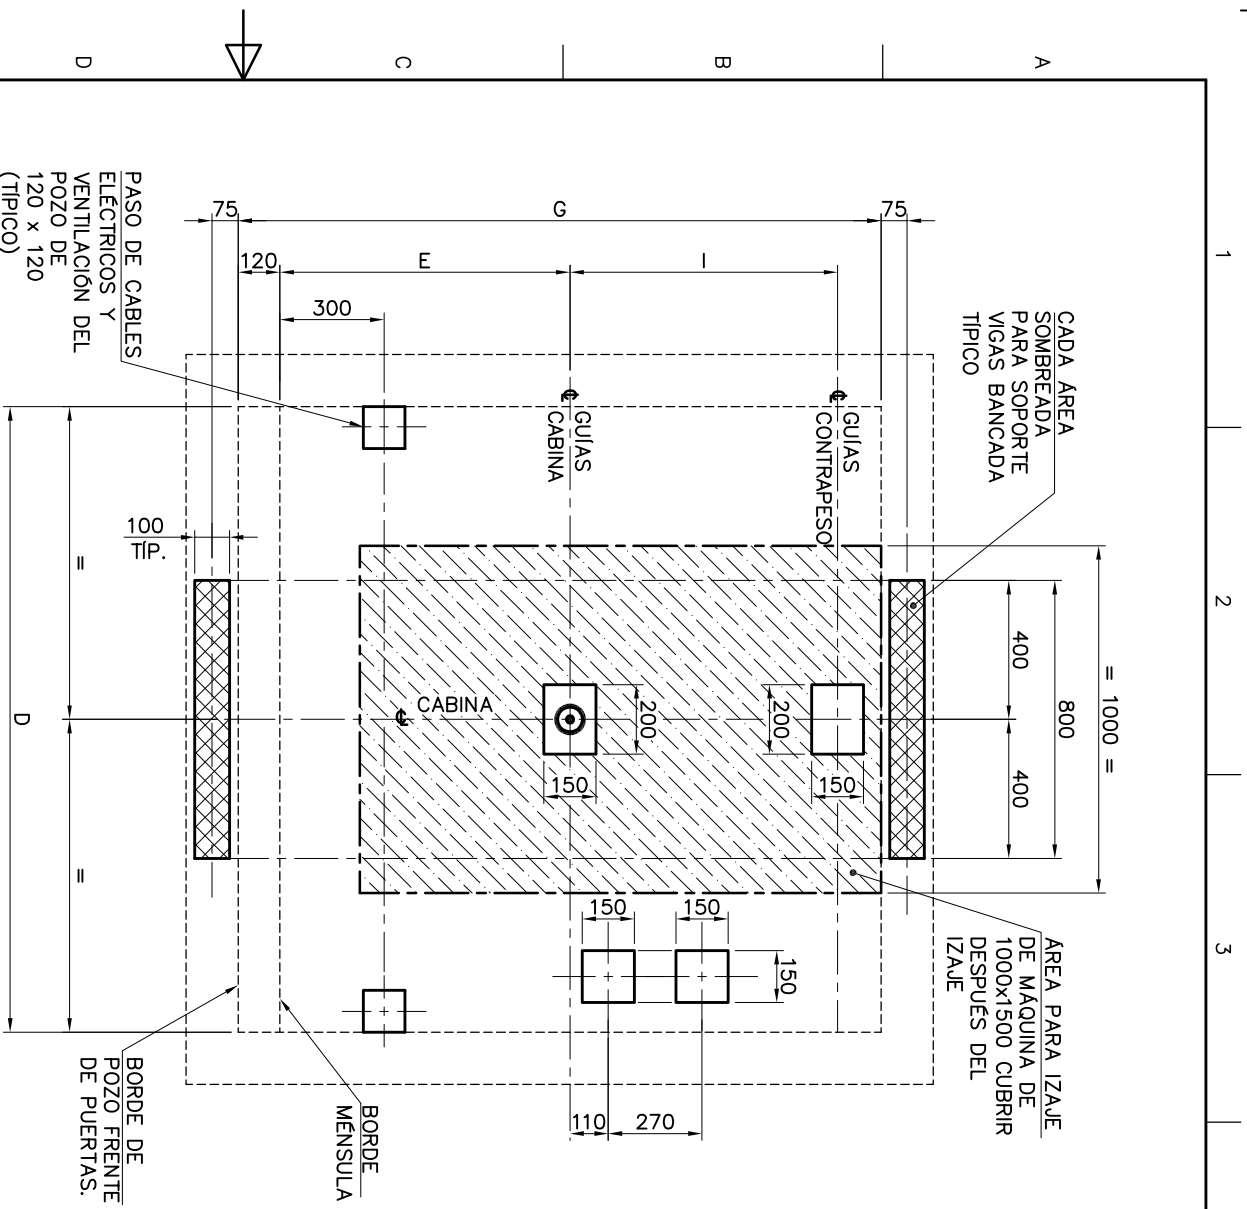 D
C
B
A
1
2
3
PASO DE CABLES
ELÉCTRICOS Y
VENTILACIÓN DEL
POZO DE
120 x 120
(TÍPICO)
CADA ÁREA
SOMBREADA
PARA SOPORTE
VIGAS BANCADA
TÍPICO
75
G
75
120
E
I
300
℄ GUÍAS
CABINA
℄ GUÍAS
CONTRAPESO
100
TÍP.
=
=
D
℄ CABINA
200
150
200
150
400
400
800
= 1000 =
150
150
150
110
270
ÁREA PARA IZAJE
DE MÁQUINA DE
1000x1500 CUBRIR
DESPUÉS DEL
IZAJE
BORDE
MÉNSULA
BORDE DE
POZO FRENTE
DE PUERTAS.